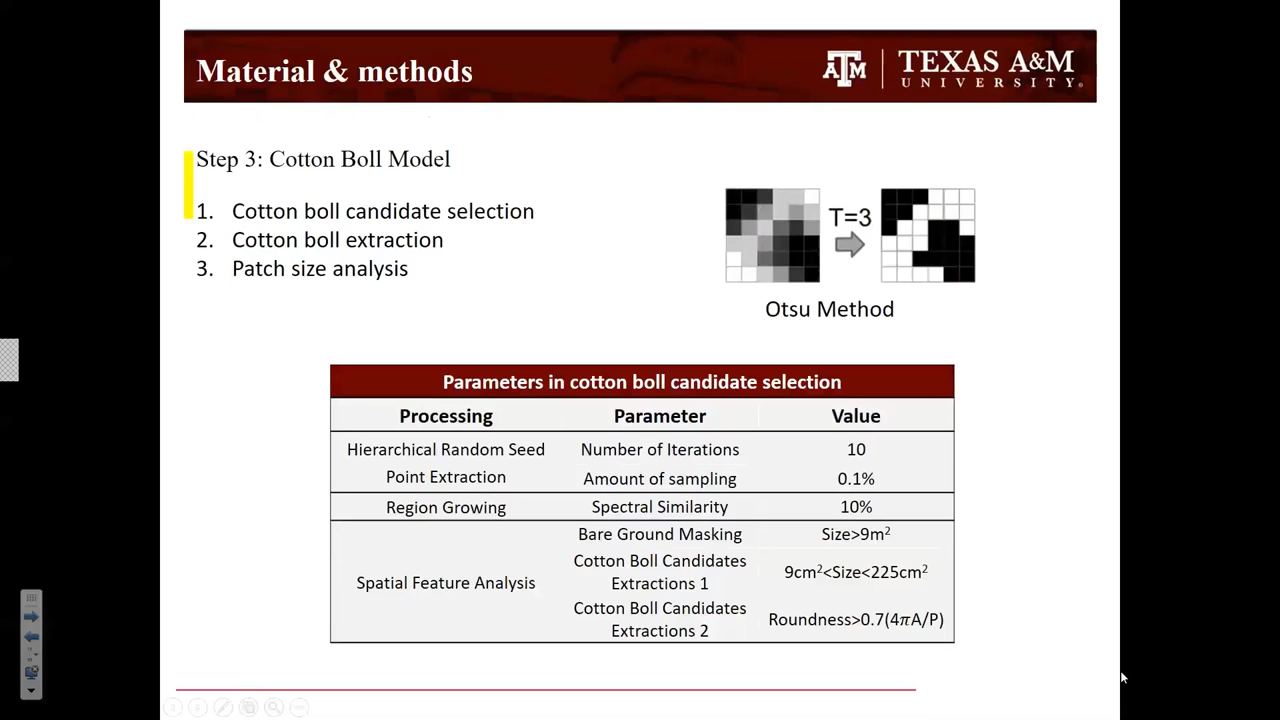 Material & methods
ATM
TEXAS A&M
UNIVERSITY®
Step 3: Cotton Boll Model
1. Cotton boll candidate selection
2. Cotton boll extraction
3. Patch size analysis
T=3
Otsu Method
Parameters in cotton boll candidate selection
Processing Parameter Value
Hierarchical Random Seed Number of Iterations 10
Point Extraction Amount of sampling 0.1%
Region Growing Spectral Similarity 10%
Bare Ground Masking Size>9m²
Cotton Boll Candidates
Extractions 1
9cm²<Size<225cm²
Spatial Feature Analysis
Cotton Boll Candidates
Extractions 2
Roundness>0.7(4πA/P)